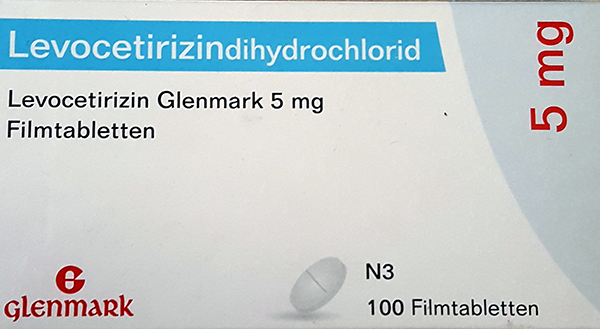 Levocetirizindihydrochlorid
Levocetirizin Glenmark 5 mg
Filmtabletten
5 mg
N3
100 Filmtabletten
glenmark